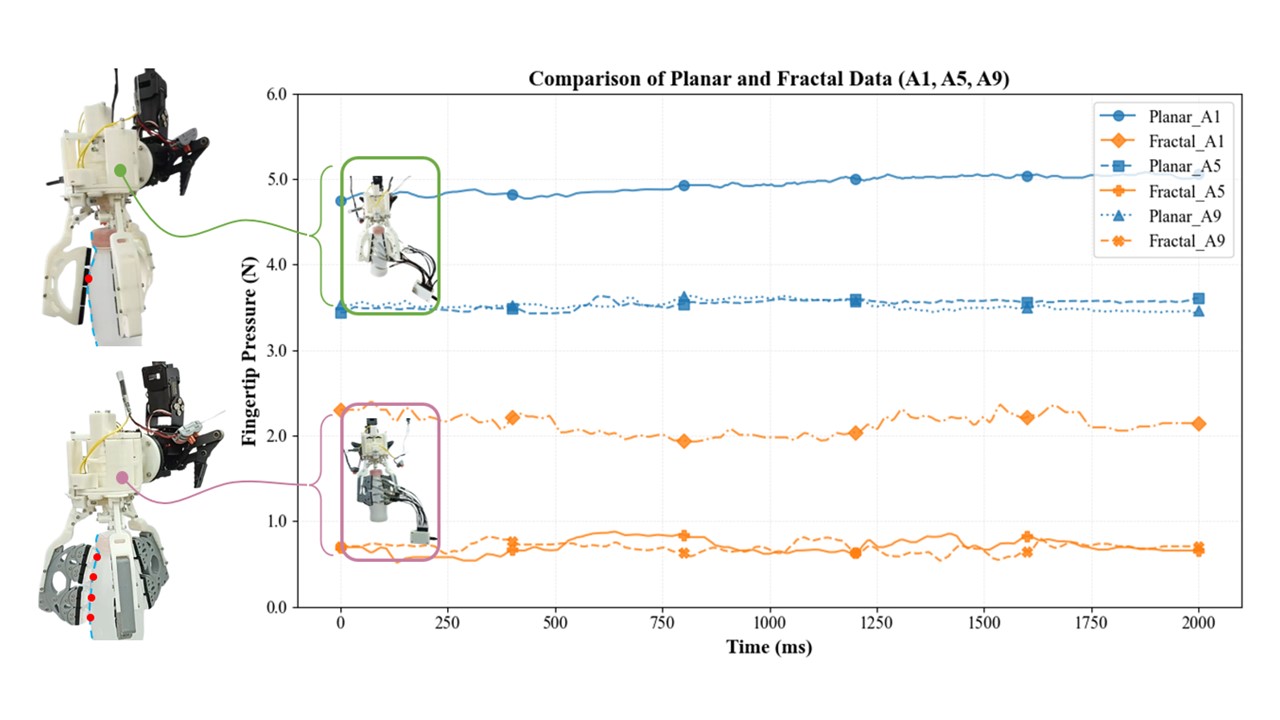 Comparison of Planar and Fractal Data (A1, A5, A9)
Fingertip Pressure (N)
6.0
5.0
4.0
3.0
2.0
1.0
0.0
Planar_A1
Fractal_A1
Planar_A5
Fractal_A5
Planar_A9
Fractal_A9
0 250 500 750 1000 1250 1500 1750 2000
Time (ms)